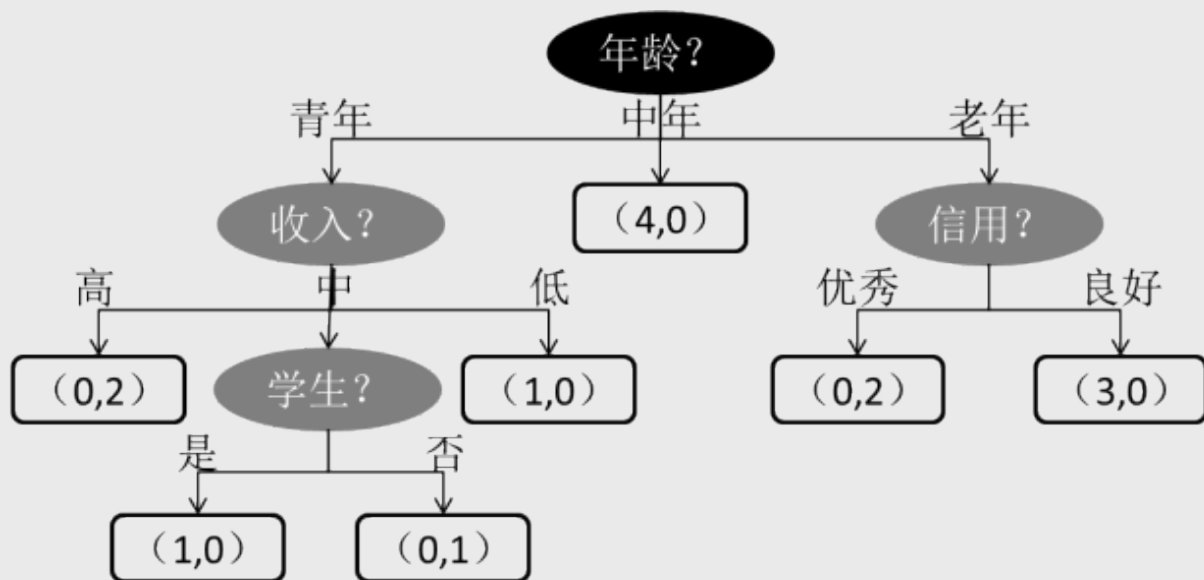 年龄?
青年 中年 老年
收入? (4,0) 信用?
高 中 低 优秀 良好
(0,2) 学生? (1,0) (0,2) (3,0)
是 否
(1,0) (0,1)